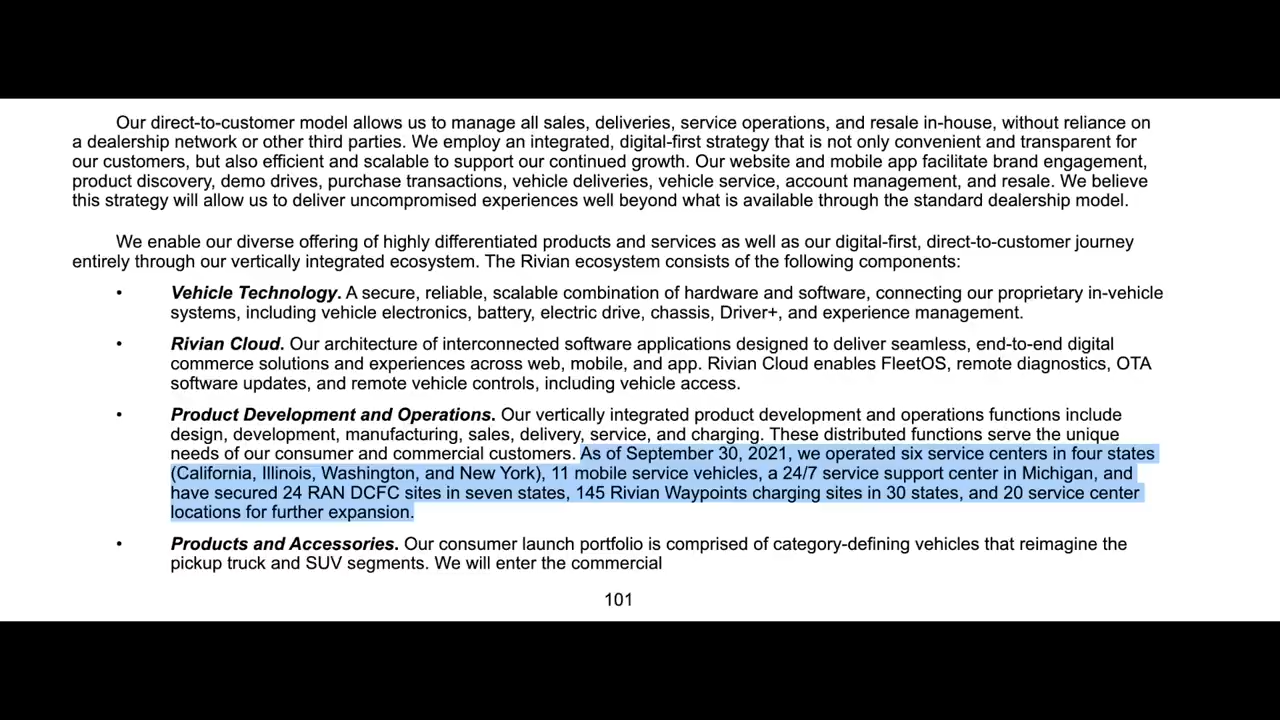 Our direct-to-customer model allows us to manage all sales, deliveries, service operations, and resale in-house, without reliance on
a dealership network or other third parties. We employ an integrated, digital-first strategy that is not only convenient and transparent for
our customers, but also efficient and scalable to support our continued growth. Our website and mobile app facilitate brand engagement,
product discovery, demo drives, purchase transactions, vehicle deliveries, vehicle service, account management, and resale. We believe
this strategy will allow us to deliver uncompromised experiences well beyond what is available through the standard dealership model.
We enable our diverse offering of highly differentiated products and services as well as our digital-first, direct-to-customer journey
entirely through our vertically integrated ecosystem. The Rivian ecosystem consists of the following components:
• Vehicle Technology. A secure, reliable, scalable combination of hardware and software, connecting our proprietary in-vehicle
systems, including vehicle electronics, battery, electric drive, chassis, Driver+, and experience management.
• Rivian Cloud. Our architecture of interconnected software applications designed to deliver seamless, end-to-end digital
commerce solutions and experiences across web, mobile, and app. Rivian Cloud enables FleetOS, remote diagnostics, OTA
software updates, and remote vehicle controls, including vehicle access.
• Product Development and Operations. Our vertically integrated product development and operations functions include
design, development, manufacturing, sales, delivery, service, and charging. These distributed functions serve the unique
needs of our consumer and commercial customers. As of September 30, 2021, we operated six service centers in four states
(California, Illinois, Washington, and New York), 11 mobile service vehicles, a 24/7 service support center in Michigan, and
have secured 24 RAN DCFC sites in seven states, 145 Rivian Waypoints charging sites in 30 states, and 20 service center
locations for further expansion.
• Products and Accessories. Our consumer launch portfolio is comprised of category-defining vehicles that reimagine the
pickup truck and SUV segments. We will enter the commercial
101